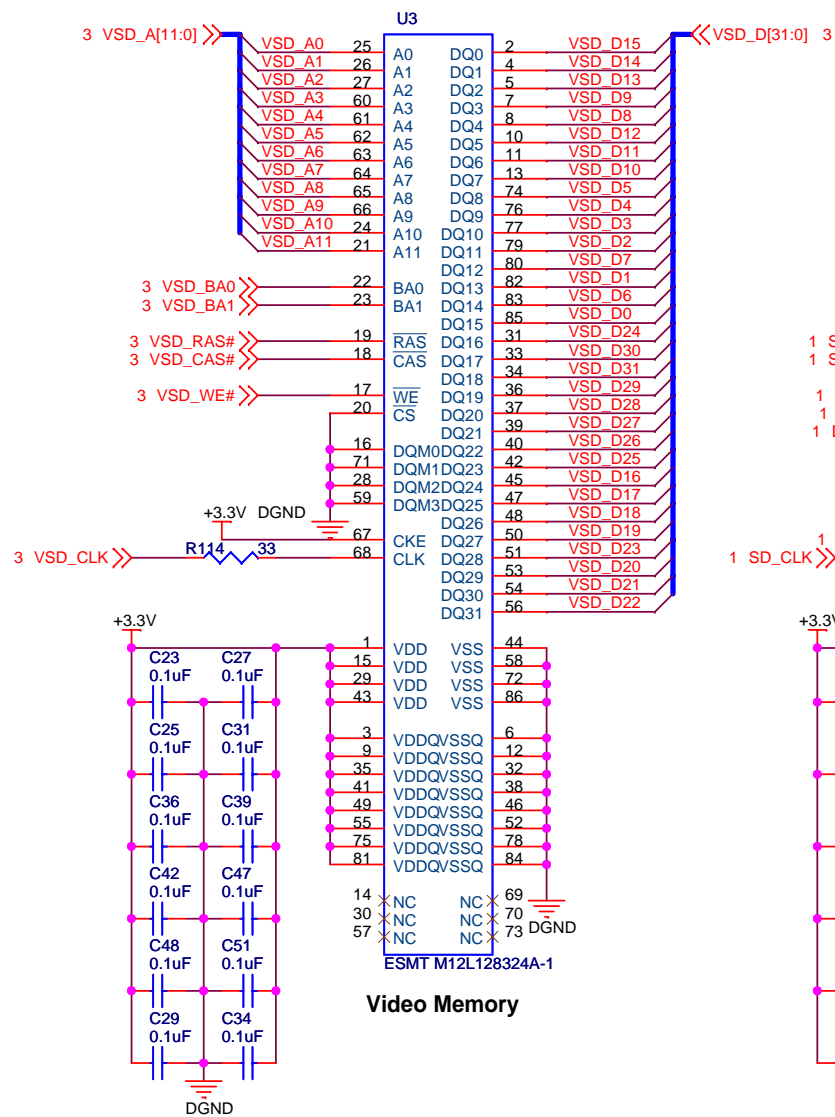 U3
3 VSD_A[11:0] VSD_D[31:0] 3
VSD_A0 25 A0 DQ0 2 VSD_D15
VSD_A1 26 A1 DQ1 4 VSD_D14
VSD_A2 27 A2 DQ2 5 VSD_D13
VSD_A3 60 A3 DQ3 7 VSD_D9
VSD_A4 61 A4 DQ4 8 VSD_D8
VSD_A5 62 A5 DQ5 10 VSD_D12
VSD_A6 63 A6 DQ6 11 VSD_D11
VSD_A7 64 A7 DQ7 13 VSD_D10
VSD_A8 65 A8 DQ8 74 VSD_D5
VSD_A9 66 A9 DQ9 76 VSD_D4
VSD_A10 24 A10 DQ10 77 VSD_D3
VSD_A11 21 A11 DQ11 79 VSD_D2
DQ12 80 VSD_D7
3 VSD_BA0 22 BA0 DQ13 82 VSD_D1
3 VSD_BA1 23 BA1 DQ14 83 VSD_D6
DQ15 85 VSD_D0
3 VSD_RAS# 19 RAS DQ16 31 VSD_D24
3 VSD_CAS# 18 CAS DQ17 33 VSD_D30 1 S
DQ18 34 VSD_D31 1 S
3 VSD_WE# 17 WE DQ19 36 VSD_D29 1
20 CS DQ20 37 VSD_D28 1
DQ21 39 VSD_D27 1
16 DQM0 DQ22 40 VSD_D26
71 DQM1 DQ23 42 VSD_D25
28 DQM2 DQ24 45 VSD_D16
59 DQM3 DQ25 47 VSD_D17
+3.3V DGND DQ26 48 VSD_D18
67 CKE DQ27 50 VSD_D19 1
3 VSD_CLK R114 33 68 CLK DQ28 51 VSD_D23 1 SD_CLK
DQ29 53 VSD_D20
DQ30 54 VSD_D21
DQ31 56 VSD_D22
+3.3V +3.3V
1 VDD VSS 44
C23 C27 15 VDD VSS 58
0.1uF 0.1uF 29 VDD VSS 72
43 VDD VSS 86
C25 C31 3 VDDQ VSSQ 6
0.1uF 0.1uF 9 VDDQ VSSQ 12
35 VDDQ VSSQ 32
41 VDDQ VSSQ 38
C36 C39 49 VDDQ VSSQ 46
0.1uF 0.1uF 55 VDDQ VSSQ 52
75 VDDQ VSSQ 78
81 VDDQ VSSQ 84
C42 C47
0.1uF 0.1uF
14 NC NC 69
30 NC NC 70
57 NC NC 73 DGND
C48 C51
0.1uF 0.1uF
ESMT M12L128324A-1
Video Memory
C29 C34
0.1uF 0.1uF
DGND